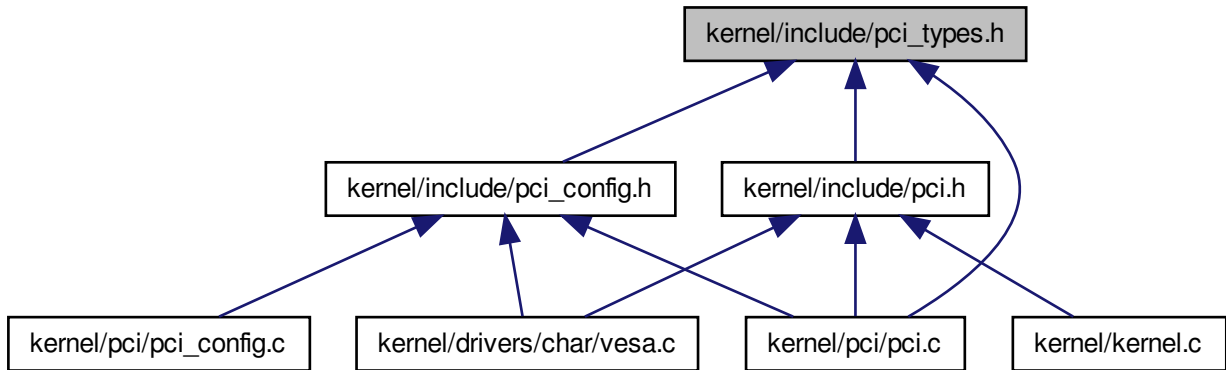 kernel/include/pci_types.h
kernel/include/pci_config.h
kernel/include/pci.h
kernel/pci/pci_config.c
kernel/drivers/char/vesa.c
kernel/pci/pci.c
kernel/kernel.c